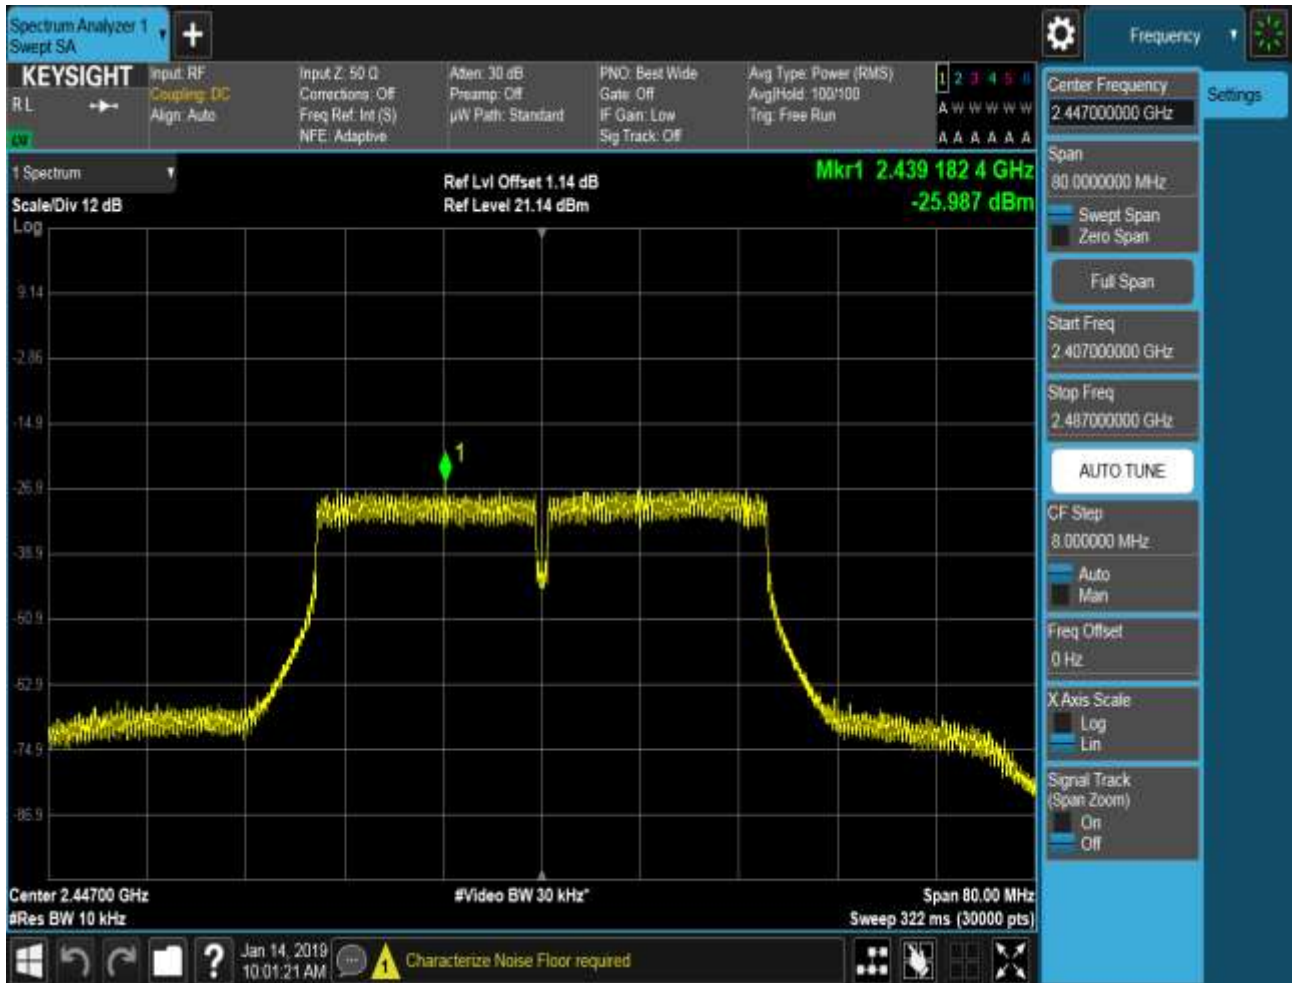 Spectrum Analyzer 1
Swept SA
+
Frequency
KEYSIGHT
R L
Input: RF
Coupling: DC
Align: Auto
Input Z: 50 Ω
Corrections: Off
Freq Ref: Int (S)
NFE: Adaptive
Atten: 30 dB
Preamp: Off
µW Path: Standard
PNO: Best Wide
Gate: Off
IF Gain: Low
Sig Track: Off
Avg Type: Power (RMS)
Avg|Hold: 100/100
Trig: Free Run
1 2 3 4 5 6
A W W W W W
A A A A A A
1 Spectrum
Scale/Div 12 dB
Log
Ref Lvl Offset 1.14 dB
Ref Level 21.14 dBm
Mkr1 2.439 182 4 GHz
-25.987 dBm
9.14
-2.86
-14.9
-26.9
-38.9
-50.9
-62.9
-74.9
-86.9
1
Center 2.44700 GHz
#Res BW 10 kHz
#Video BW 30 kHz*
Span 80.00 MHz
Sweep 322 ms (30000 pts)
?
Jan 14, 2019
10:01:21 AM
1
Characterize Noise Floor required
Center Frequency
2.447000000 GHz
Settings
Span
80.0000000 MHz
Swept Span
Zero Span
Full Span
Start Freq
2.407000000 GHz
Stop Freq
2.487000000 GHz
AUTO TUNE
CF Step
8.000000 MHz
Auto
Man
Freq Offset
0 Hz
X Axis Scale
Log
Lin
Signal Track
(Span Zoom)
On
Off